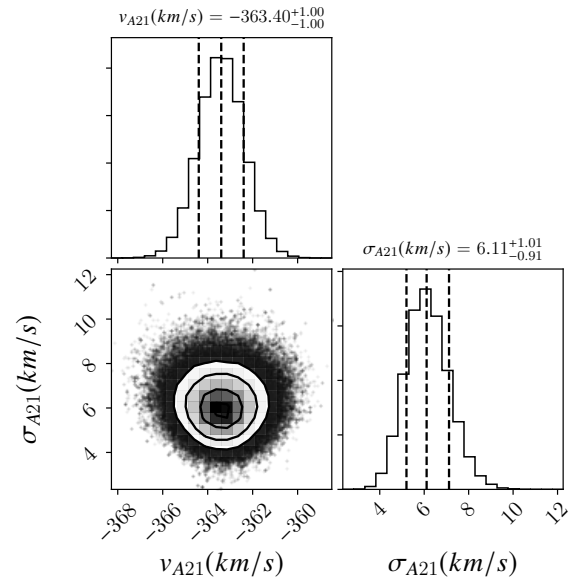 v_{A21}(km/s) = −363.40^{+1.00}_{−1.00}
σ_{A21}(km/s) = 6.11^{+1.01}_{−0.91}
12
10
8
6
4
σ_{A21}(km/s)
−368 −366 −364 −362 −360
4 6 8 10 12
v_{A21}(km/s)
σ_{A21}(km/s)